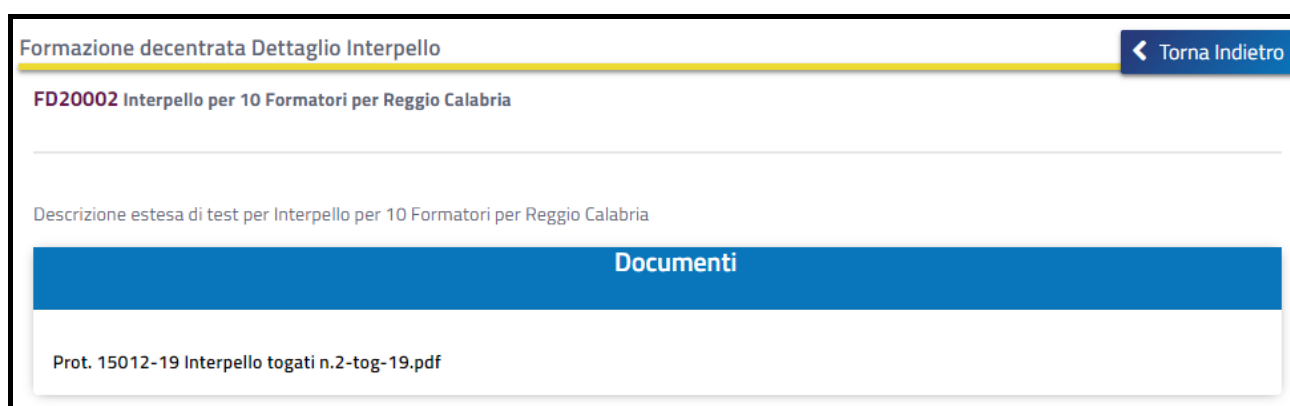 Formazione decentrata Dettaglio Interpello
Torna Indietro
FD20002 Interpello per 10 Formatori per Reggio Calabria
Descrizione estesa di test per Interpello per 10 Formatori per Reggio Calabria
Documenti
Prot. 15012-19 Interpello togati n.2-tog-19.pdf